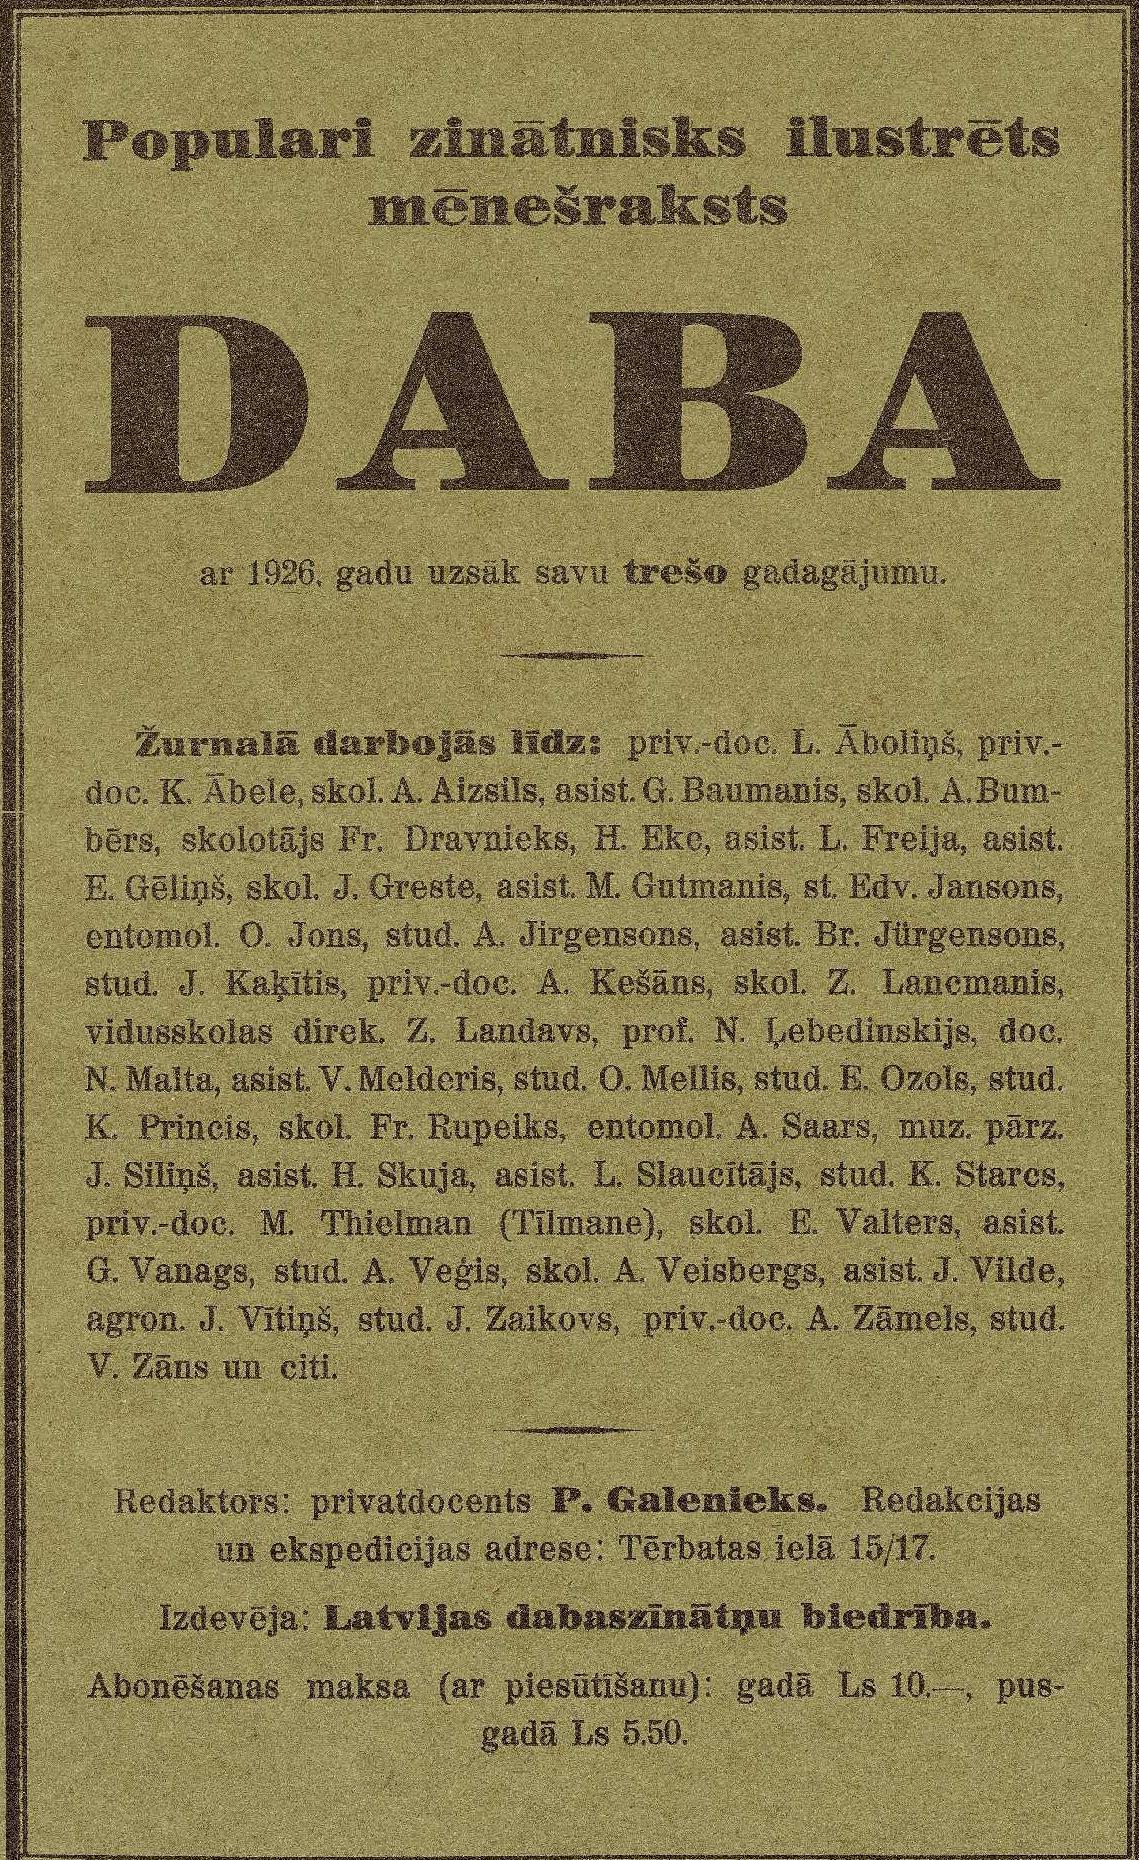 Populari zinātnisks ilustrēts
mēnešraksts
DABA
ar 1926. gadu uzsāk savu trešo gadagājumu.
Žurnalā darbojās līdz: priv.-doc. L. Āboliņš, priv.-
doc. K. Ābele, skol. A. Aizsils, asist. G. Baumanis, skol. A. Bum-
bērs, skolotājs Fr. Dravnieks, H. Eke, asist. L. Freija, asist.
E. Gēliņš, skol. J. Greste, asist. M. Gutmanis, st. Edv. Jansons,
entomol. O. Jons, stud. A. Jirgensons, asist. Br. Jürgensons,
stud. J. Kaķītis, priv.-doc. A. Kešāns, skol. Z. Lancmanis,
vidusskolas direk. Z. Landavs, prof. N. Ļebedinskijs, doc.
N. Malta, asist. V. Melderis, stud. O. Mellis, stud. E. Ozols, stud.
K. Princis, skol. Fr. Rupeiks, entomol. A. Saars, muz. pārz.
J. Siliņš, asist. H. Skuja, asist. L. Slaucītājs, stud. K. Starcs,
priv.-doc. M. Thielman (Tīlmane), skol. E. Valters, asist.
G. Vanags, stud. A. Veģis, skol. A. Veisbergs, asist. J. Vilde,
agron. J. Vītiņš, stud. J. Zaikovs, priv.-doc. A. Zāmels, stud.
V. Zāns un citi.
Redaktors: privatdocents P. Galenieks. Redakcijas
un ekspedicijas adrese: Tērbatas ielā 15/17.
Izdevēja: Latvijas dabaszīnātņu biedrība.
Abonēšanas maksa (ar piesūtīšanu): gadā Ls 10.—, pus-
gadā Ls 5.50.